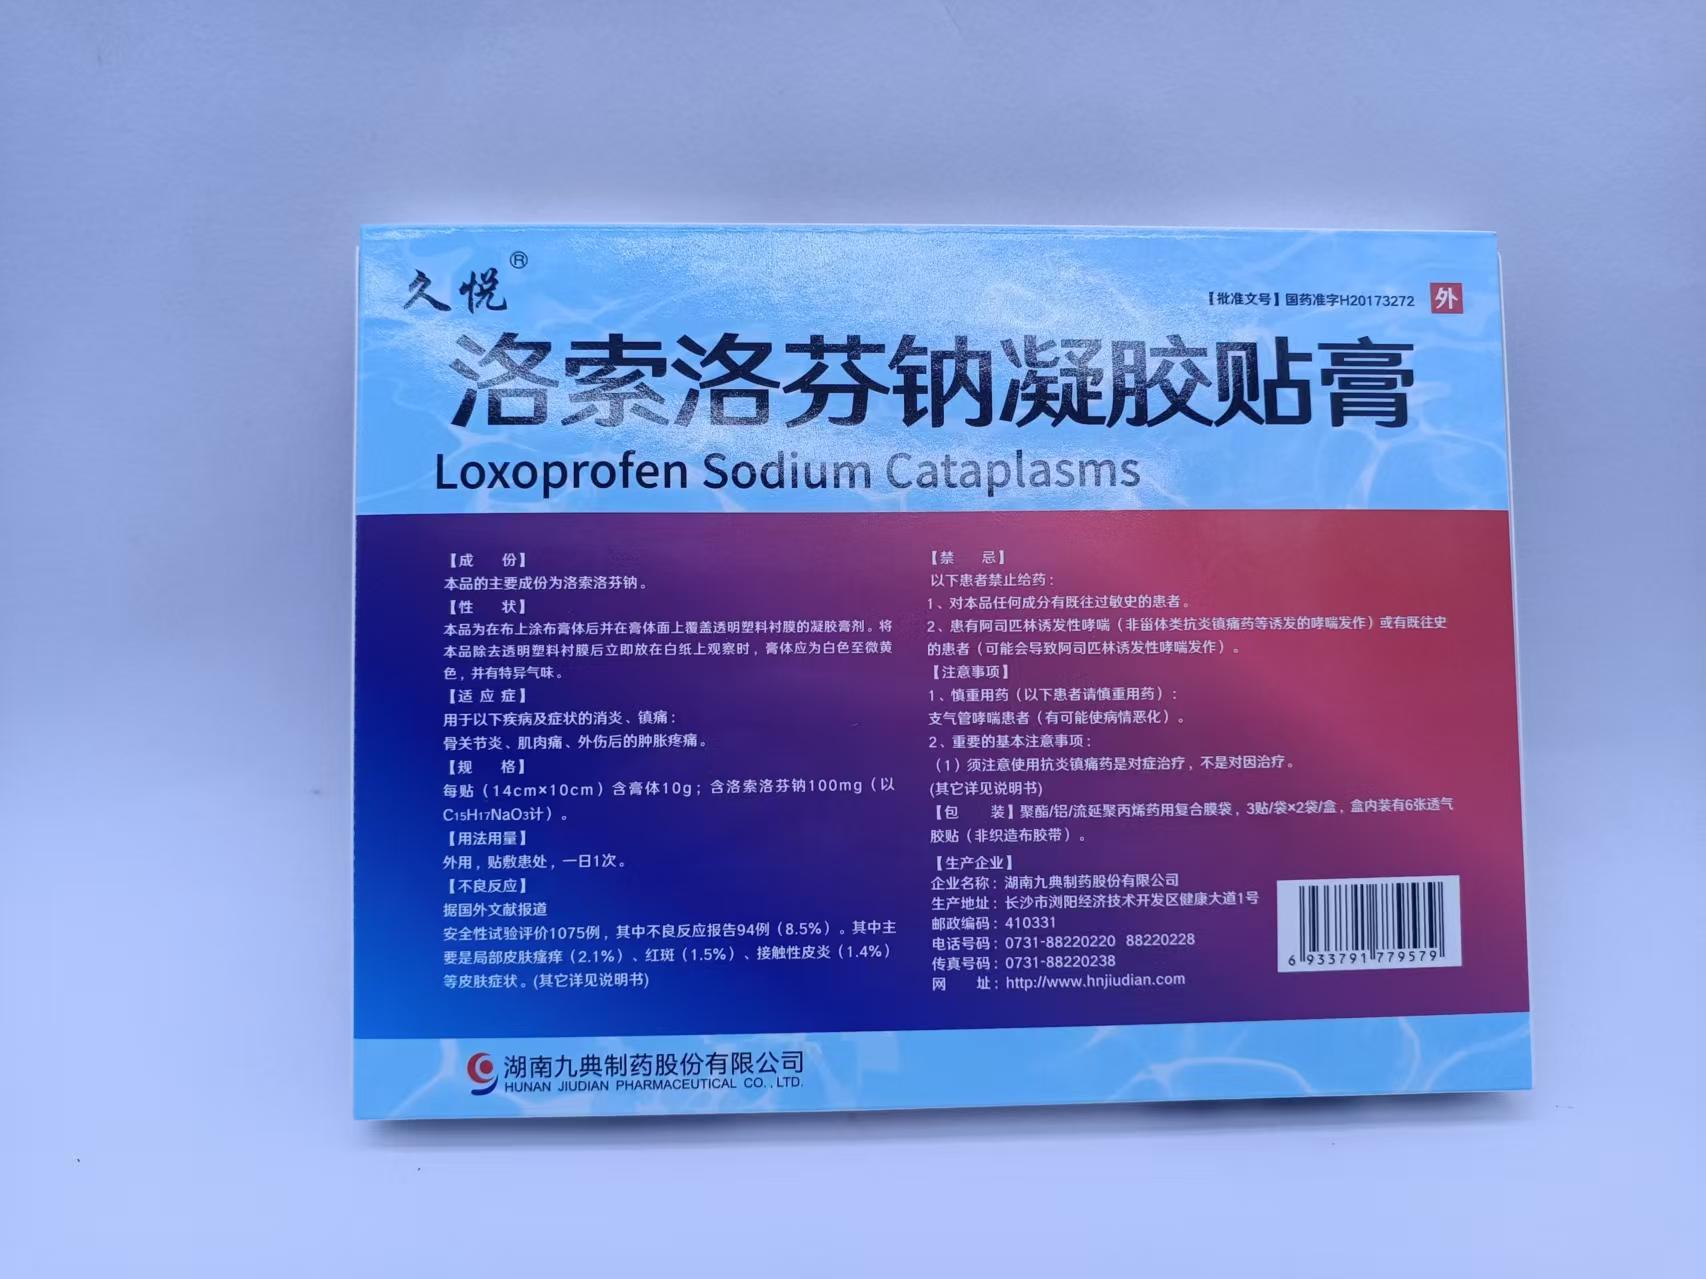 久悦®
【批准文号】国药准字H20173272 外
洛索洛芬钠凝胶贴膏
Loxoprofen Sodium Cataplasms
【成 份】
本品的主要成份为洛索洛芬钠。
【性 状】
本品为在布上涂布膏体后并在膏体面上覆盖透明塑料衬膜的凝胶膏剂。将
本品除去透明塑料衬膜后立即放在白纸上观察时，膏体应为白色至微黄
色，并有特异气味。
【适 应 症】
用于以下疾病及症状的消炎、镇痛：
骨关节炎、肌肉痛、外伤后的肿胀疼痛。
【规 格】
每贴（14cm×10cm）含膏体10g；含洛索洛芬钠100mg（以
C15H17NaO3计）。
【用法用量】
外用，贴敷患处，一日1次。
【不良反应】
据国外文献报道
安全性试验评价1075例，其中不良反应报告94例（8.5%）。其中主
要是局部皮肤瘙痒（2.1%）、红斑（1.5%）、接触性皮炎（1.4%）
等皮肤症状。(其它详见说明书)
【禁 忌】
以下患者禁止给药：
1、对本品任何成分有既往过敏史的患者。
2、患有阿司匹林诱发性哮喘（非甾体类抗炎镇痛药等诱发的哮喘发作）或有既往史
的患者（可能会导致阿司匹林诱发性哮喘发作）。
【注意事项】
1、慎重用药（以下患者请慎重用药）：
支气管哮喘患者（有可能使病情恶化）。
2、重要的基本注意事项：
（1）须注意使用抗炎镇痛药是对症治疗，不是对因治疗。
(其它详见说明书)
【包 装】聚酯/铝/流延聚丙烯药用复合膜袋，3贴/袋×2袋/盒，盒内装有6张透气
胶贴（非织造布胶带）。
【生产企业】
企业名称：湖南九典制药股份有限公司
生产地址：长沙市浏阳经济技术开发区健康大道1号
邮政编码：410331
电话号码：0731-88220220 88220228
传真号码：0731-88220238
网 址：http://www.hnjiudian.com
6 933791 779579
湖南九典制药股份有限公司
HUNAN JIUDIAN PHARMACEUTICAL CO.,LTD.